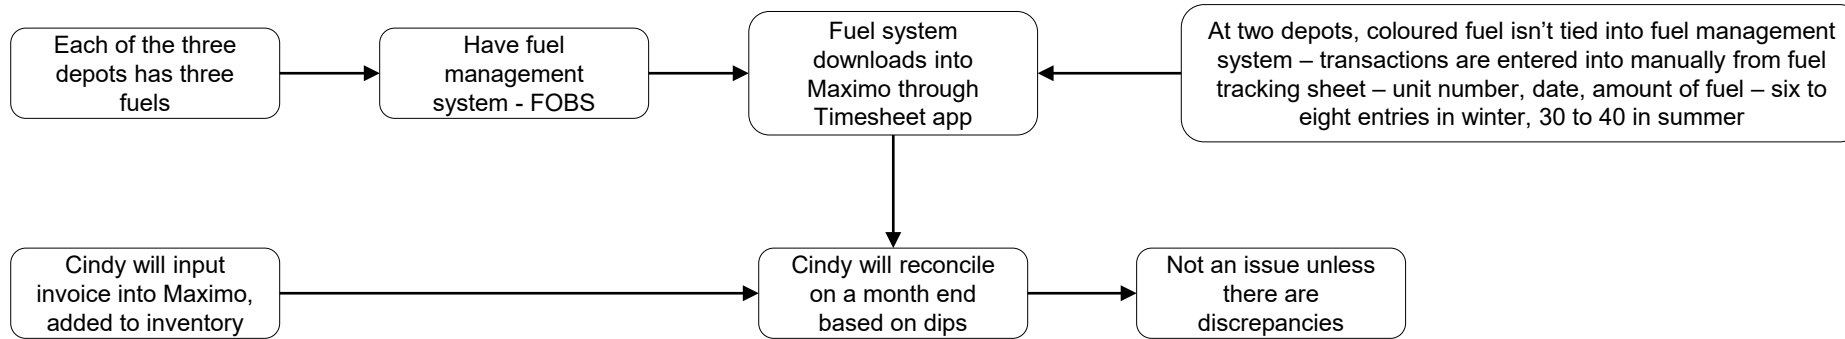 Each of the three
depots has three
fuels
Have fuel
management
system - FOBS
Fuel system
downloads into
Maximo through
Timesheet app
At two depots, coloured fuel isn’t tied into fuel management
system – transactions are entered into manually from fuel
tracking sheet – unit number, date, amount of fuel – six to
eight entries in winter, 30 to 40 in summer
Cindy will input
invoice into Maximo,
added to inventory
Cindy will reconcile
on a month end
based on dips
Not an issue unless
there are
discrepancies